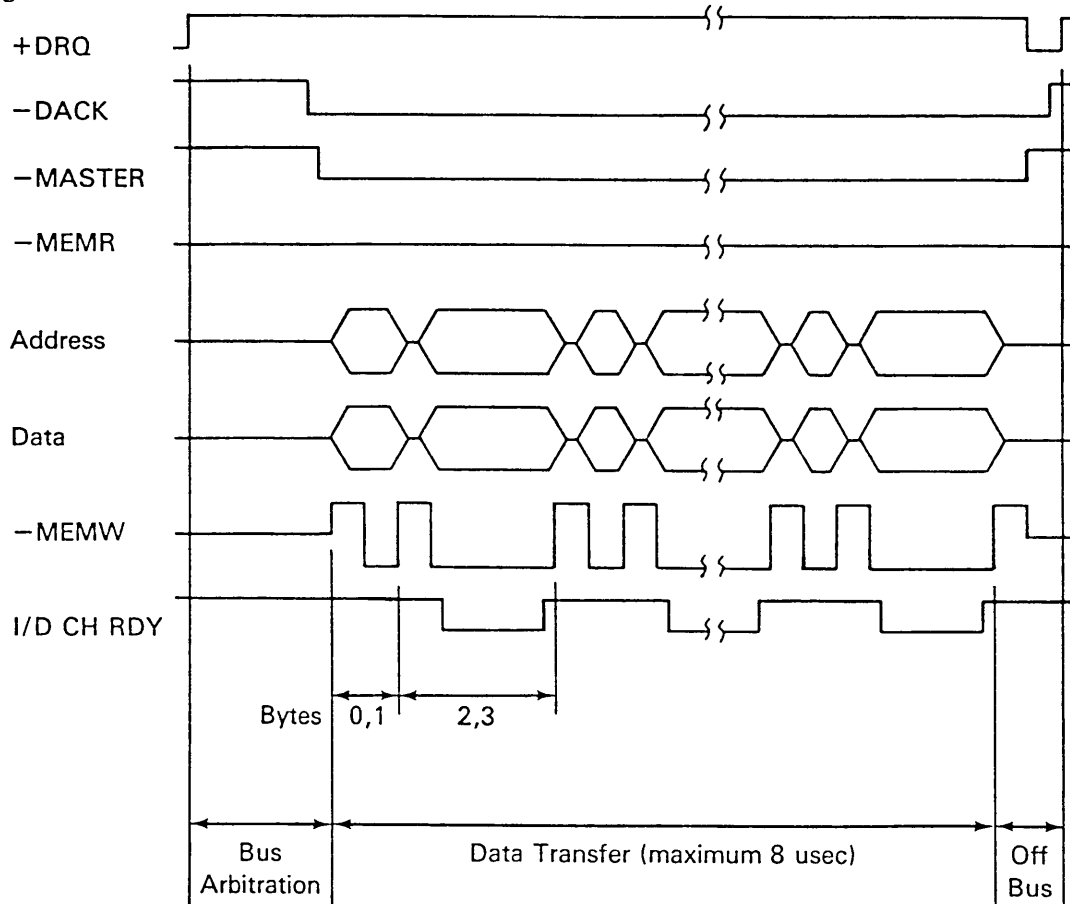 +DRQ
−DACK
−MASTER
−MEMR
Address
Data
−MEMW
I/D CH RDY
Bytes 0,1 2,3
Bus Arbitration
Data Transfer (maximum 8 usec)
Off Bus